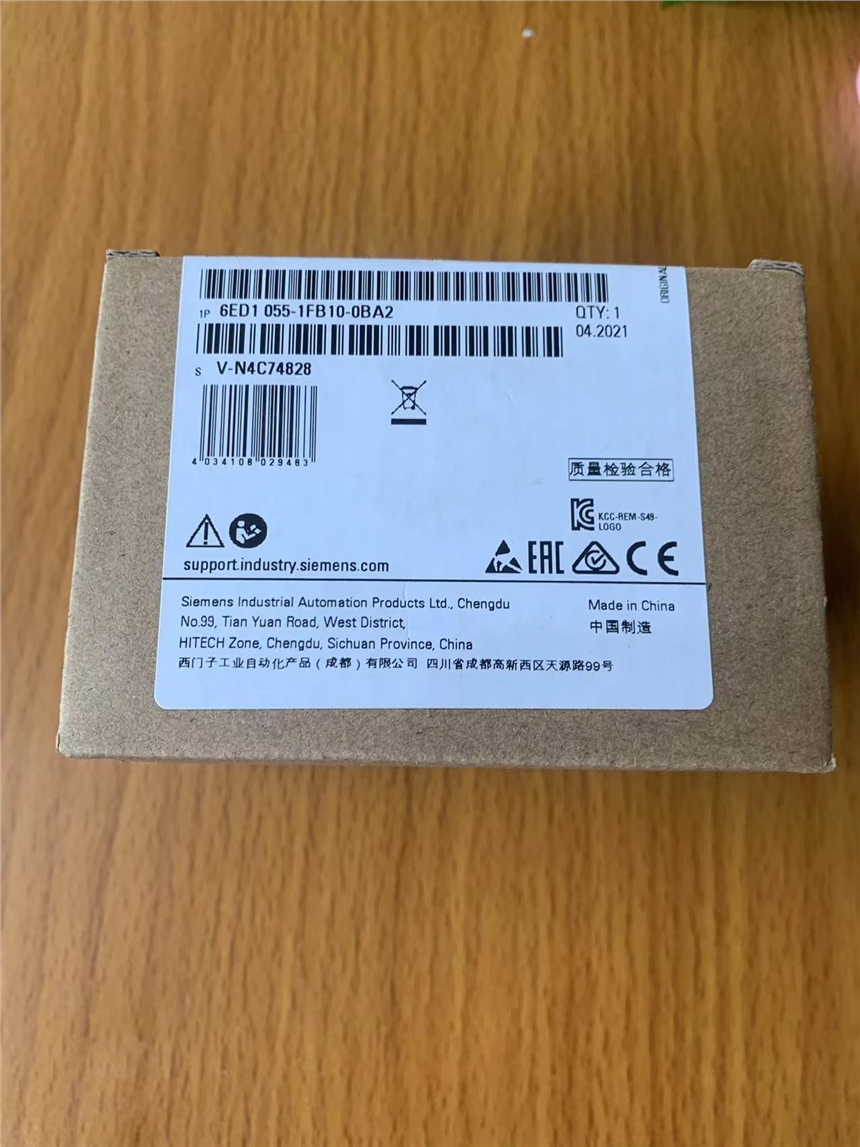 1P 6ED1 055-1FB10-0BA2
QTY: 1
04.2021
S V-N4C74828
4 034108 029483
质量检验合格
KCC-REM-S49-
LOGO
support.industry.siemens.com
EAC
CE
Siemens Industrial Automation Products Ltd., Chengdu
No.99, Tian Yuan Road, West District,
HITECH Zone, Chengdu, Sichuan Province, China
西门子工业自动化产品（成都）有限公司 四川省成都高新西区天源路99号
Made in China
中国制造